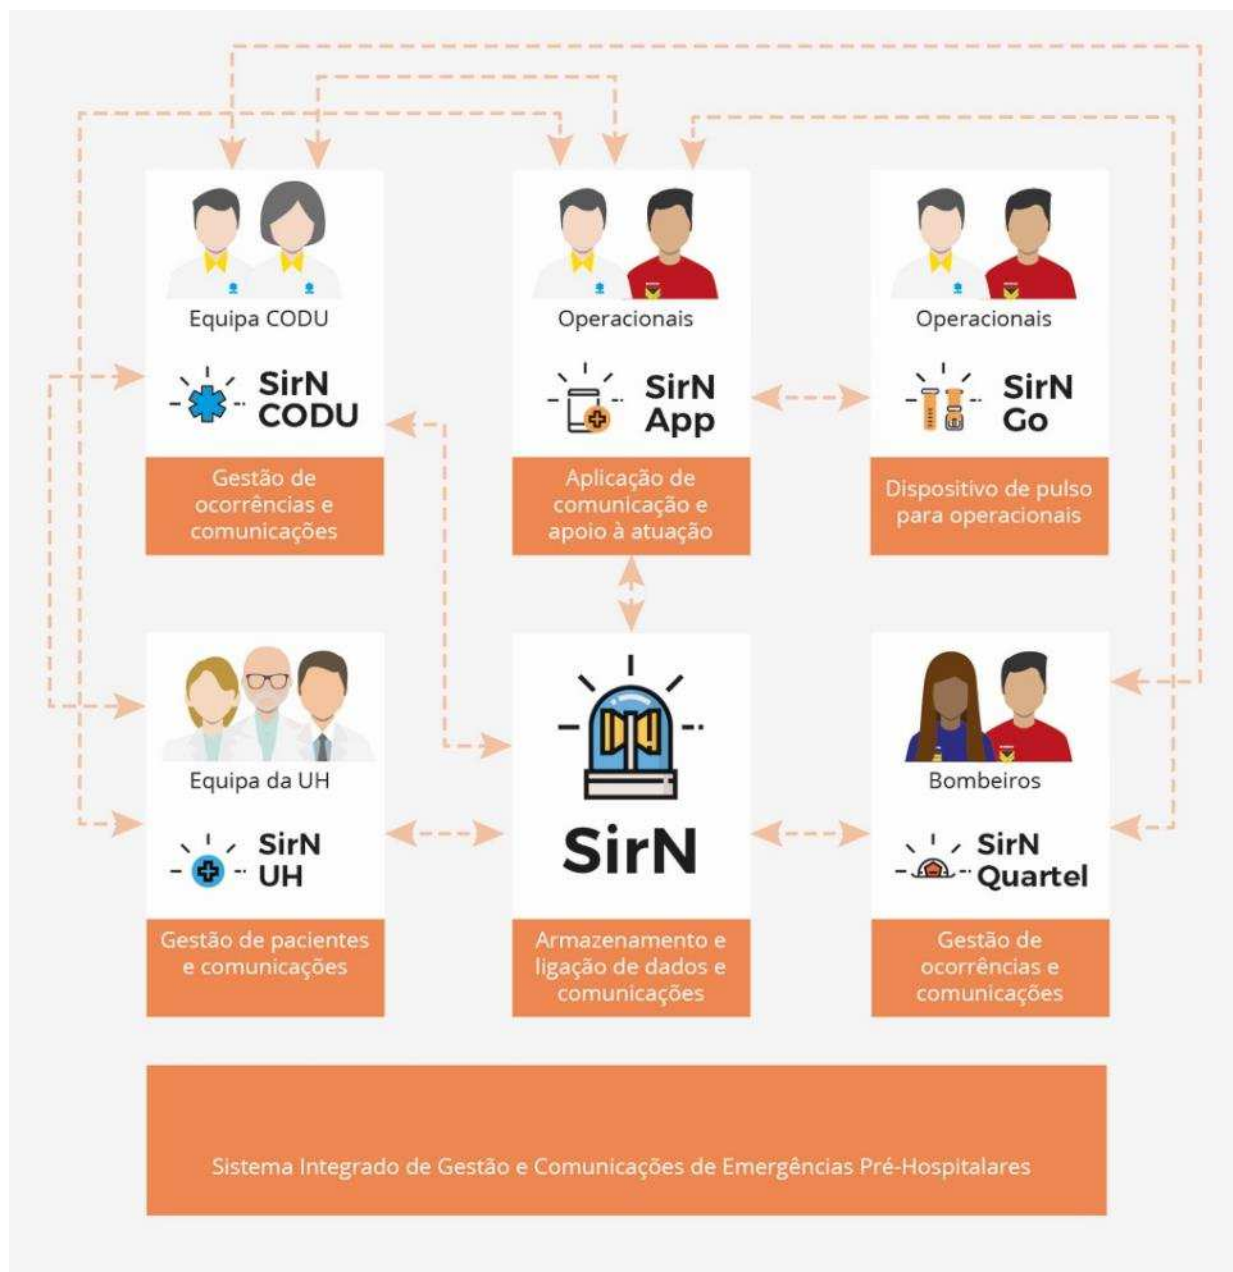 Equipa CODU
SirN
CODU
Gestão de
ocorrências e
comunicações
Operacionais
SirN
App
Aplicação de
comunicação e
apoio à atuação
Operacionais
SirN
Go
Dispositivo de pulso
para operacionais
Equipa da UH
SirN
UH
Gestão de pacientes
e comunicações
SirN
Armazenamento e
ligação de dados e
comunicações
Bombeiros
SirN
Quartel
Gestão de
ocorrências e
comunicações
Sistema Integrado de Gestão e Comunicações de Emergências Pré-Hospitalares